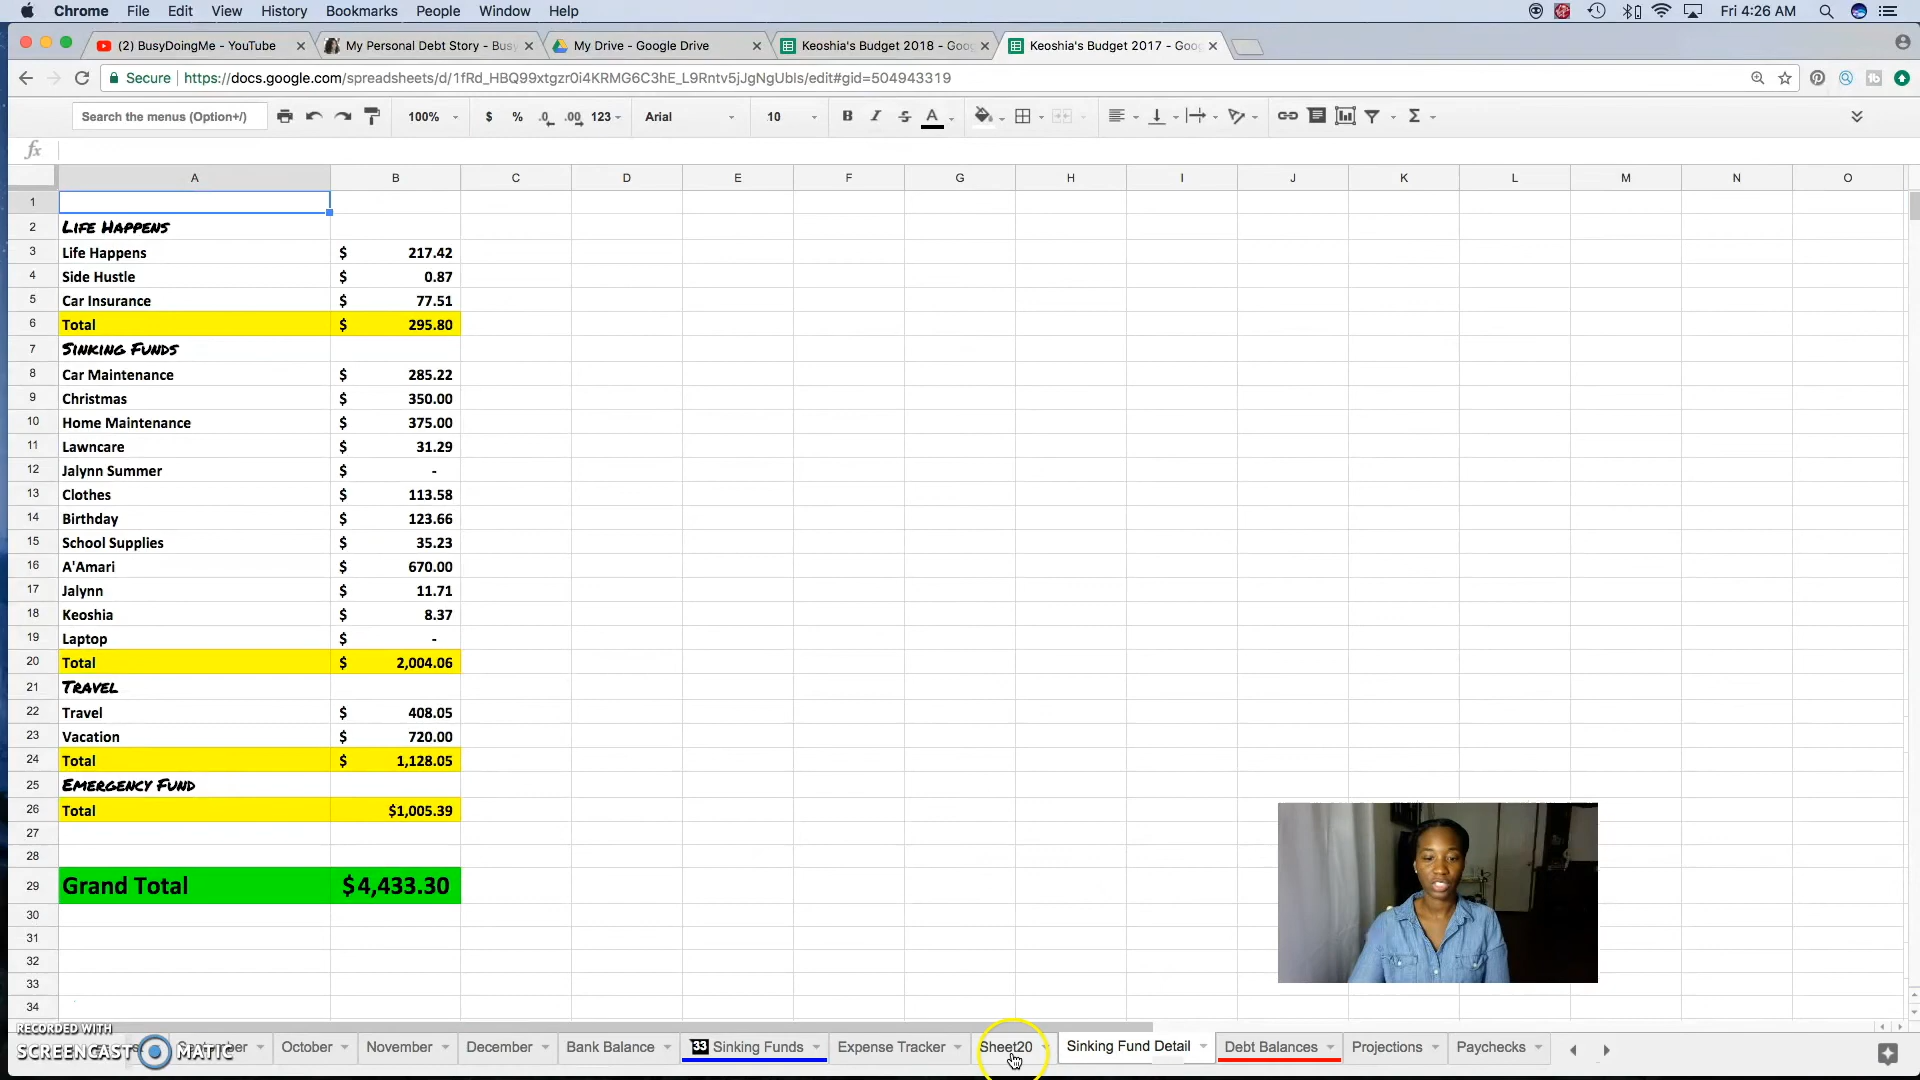 Chrome File Edit View History Bookmarks People Window Help Fri 4:26 AM
(2) BusyDoingMe - YouTube My Personal Debt Story - Busy My Drive - Google Drive Keoshia's Budget 2018 - Goo Keoshia's Budget 2017 - Goo
Secure https://docs.google.com/spreadsheets/d/1fRd_HBQ99xtgzr0i4KRMG6C3hE_L9Rntv5jJgNgUbIs/edit#gid=504943319
Search the menus (Option+/) 100% $ % .0 .00 123 Arial 10 B I S A
fx
A B C D E F G H I J K L M N O
1
2 Life Happens
3 Life Happens $ 217.42
4 Side Hustle $ 0.87
5 Car Insurance $ 77.51
6 Total $ 295.80
7 Sinking Funds
8 Car Maintenance $ 285.22
9 Christmas $ 350.00
10 Home Maintenance $ 375.00
11 Lawncare $ 31.29
12 Jalynn Summer $ -
13 Clothes $ 113.58
14 Birthday $ 123.66
15 School Supplies $ 35.23
16 A'Amari $ 670.00
17 Jalynn $ 11.71
18 Keoshia $ 8.37
19 Laptop $ -
20 Total $ 2,004.06
21 Travel
22 Travel $ 408.05
23 Vacation $ 720.00
24 Total $ 1,128.05
25 Emergency Fund
26 Total $1,005.39
27
28
29 Grand Total $4,433.30
30
31
32
33
34
RECORDED WITH
SCREENCAST MATIC
October November December Bank Balance 33 Sinking Funds Expense Tracker Sheet20 Sinking Fund Detail Debt Balances Projections Paychecks